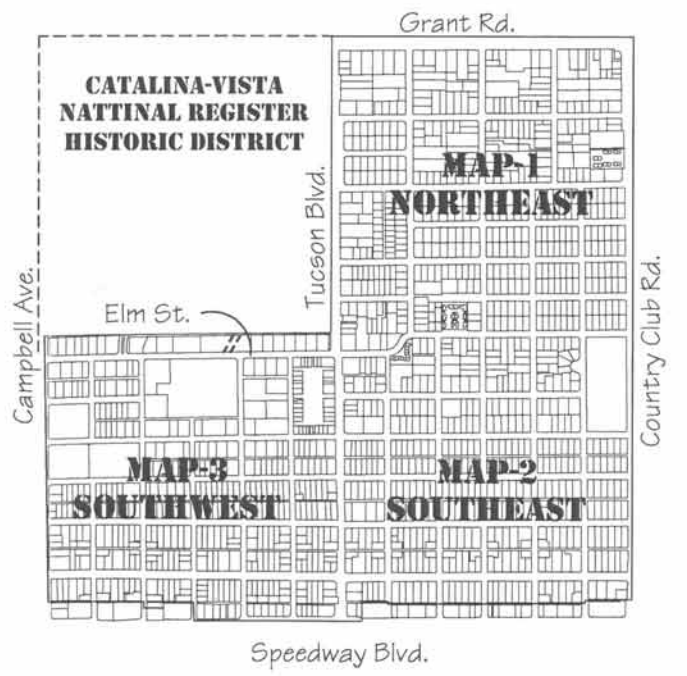 Grant Rd.
CATALINA-VISTA
NATTINAL REGISTER
HISTORIC DISTRICT
MAP-1
NORTHEAST
Tucson Blvd.
Campbell Ave.
Elm St.
Country Club Rd.
MAP-3
SOUTHWEST
MAP-2
SOUTHEAST
Speedway Blvd.